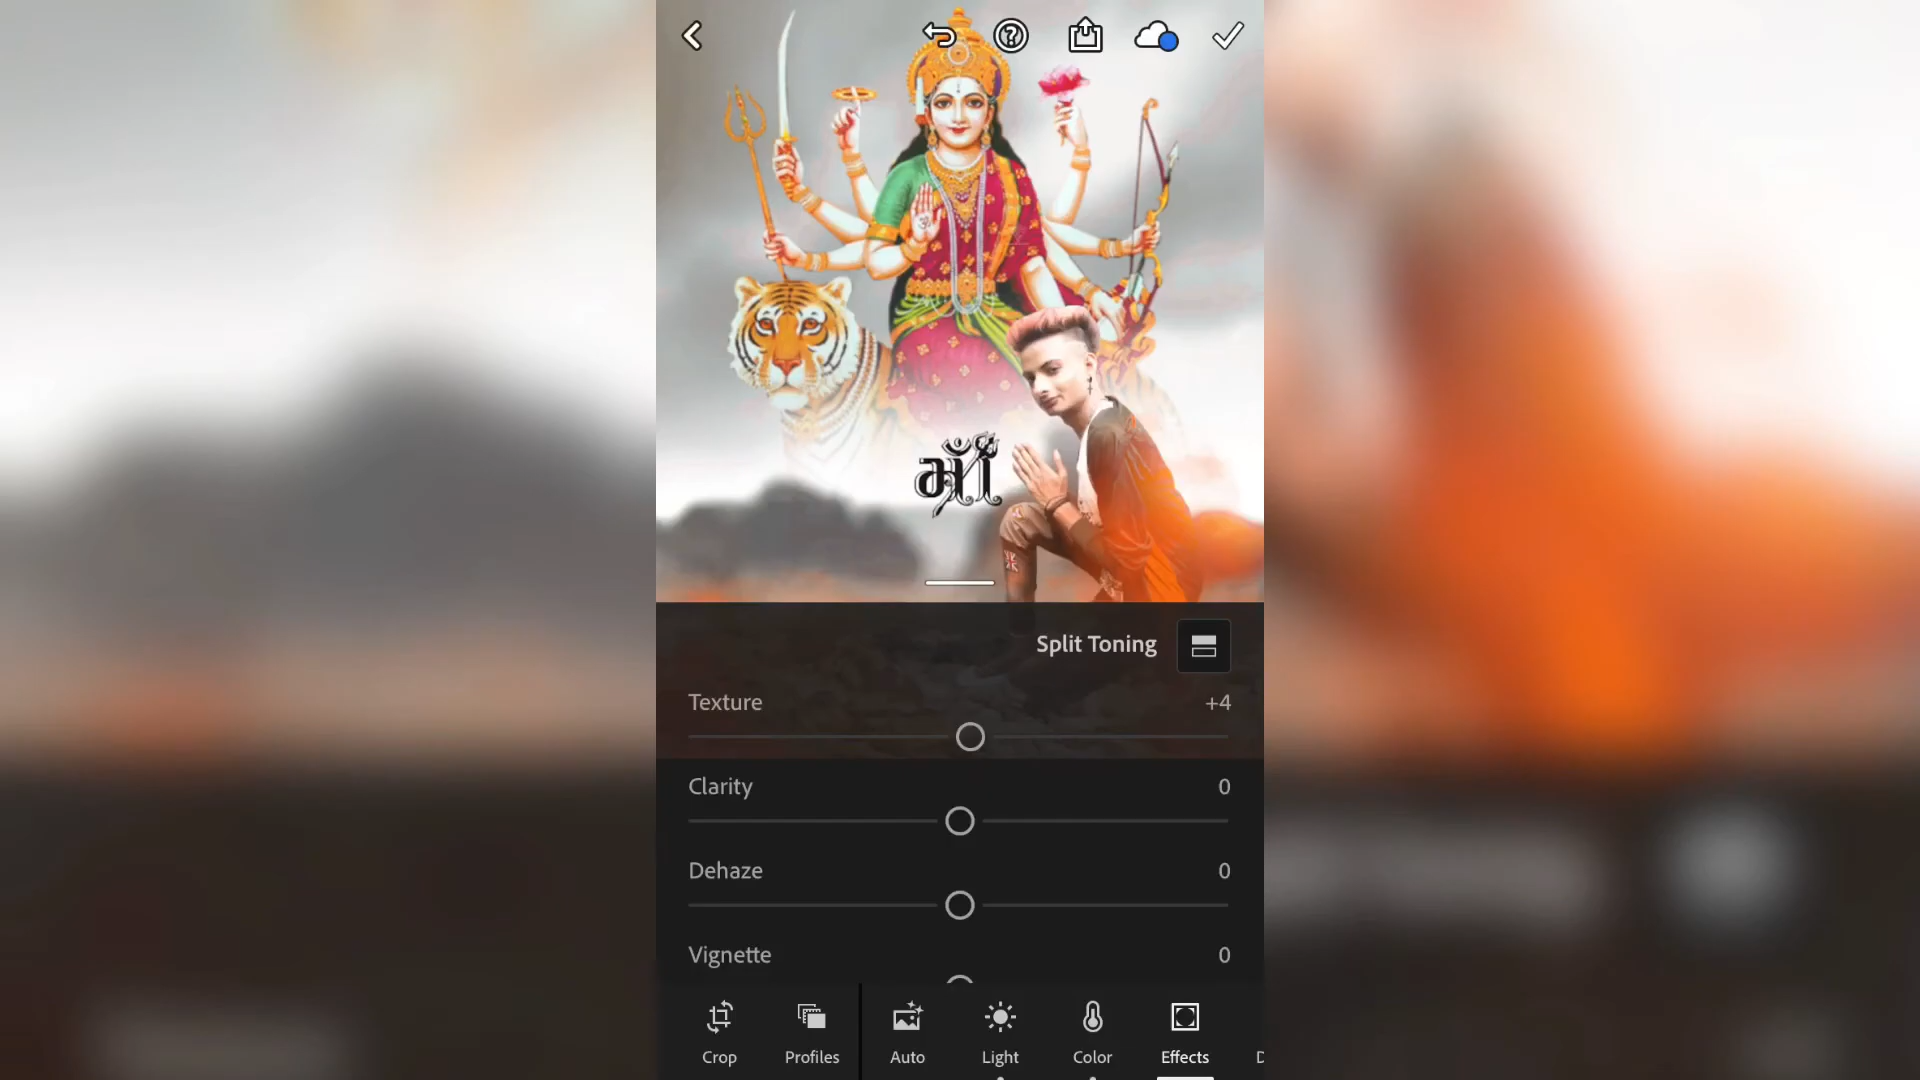 माँ
Split Toning
Texture +4
Clarity 0
Dehaze 0
Vignette 0
Crop Profiles Auto Light Color Effects D